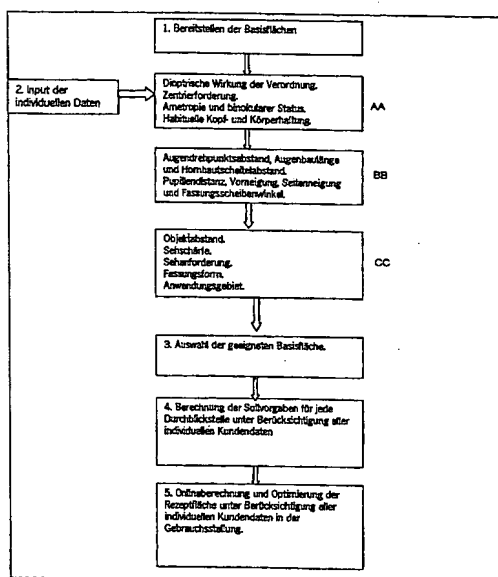 1. Bereitstellen der Basisflächen
2. Input der
individuellen Daten
Dioptrische Wirkung der Verordnung.
Zentrierforderung.
Ametropie und binokularer Status.
Habituelle Kopf- und Körperhaltung.
AA
Augendrehpunktsabstand, Augenbaulänge
und Hornhautscheitelabstand.
Pupillendistanz, Vorneigung, Seitenneigung
und Fassungsscheibenwinkel.
BB
Objektabstand.
Sehschärfe.
Sehanforderung.
Fassungsform.
Anwendungsgebiet.
CC
3. Auswahl der geeigneten Basisfläche.
4. Berechnung der Sollvorgaben für jede
Durchblickstelle unter Berücksichtigung aller
individuellen Kundendaten
5. Onlineberechnung und Optimierung der
Rezeptfläche unter Berücksichtigung aller
individuellen Kundendaten in der
Gebrauchsstellung.